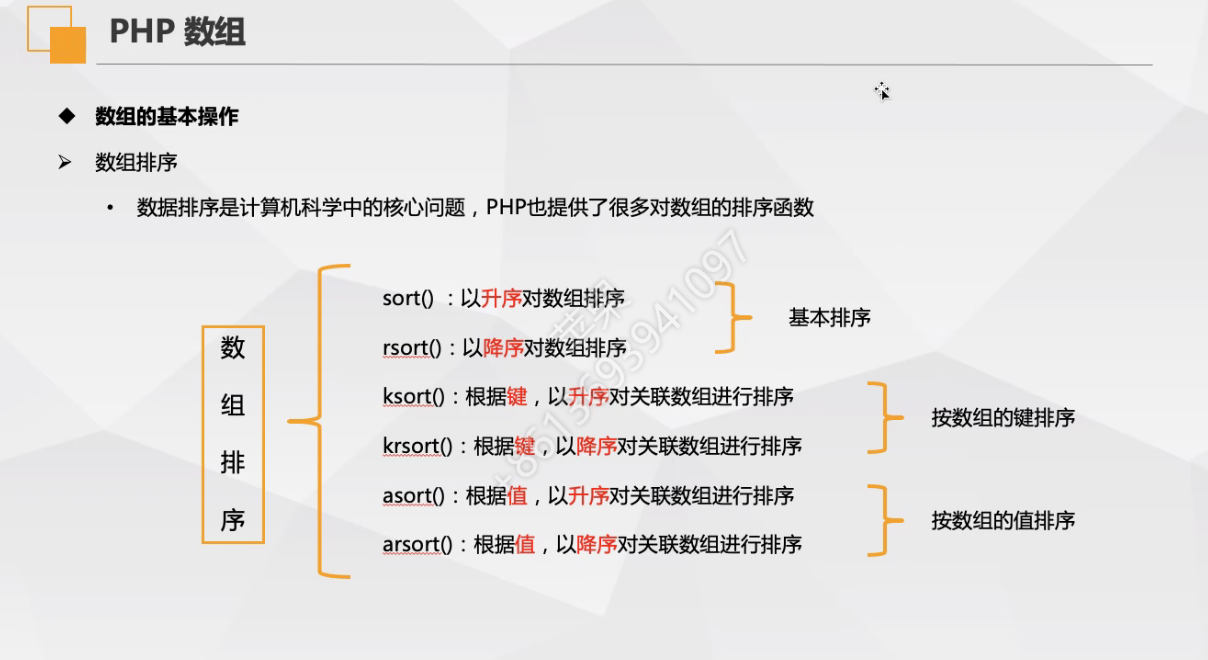 PHP 数组
数组的基本操作
数组排序
数据排序是计算机科学中的核心问题，PHP也提供了很多对数组的排序函数
数组排序
sort() ：以升序对数组排序
rsort()：以降序对数组排序
基本排序
ksort()：根据键，以升序对关联数组进行排序
krsort()：根据键，以降序对关联数组进行排序
按数组的键排序
asort()：根据值，以升序对关联数组进行排序
arsort()：根据值，以降序对关联数组进行排序
按数组的值排序